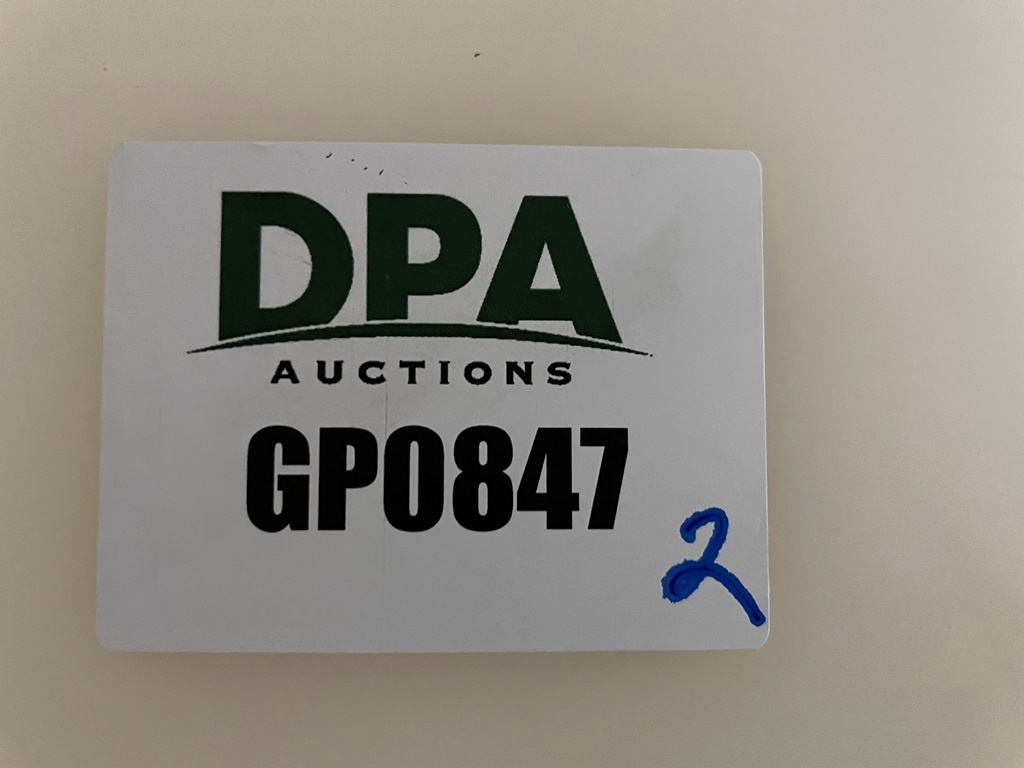 DPA
AUCTIONS
GP0847
2